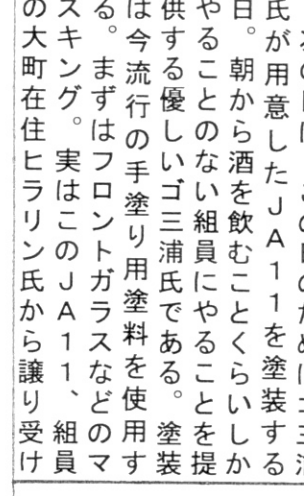 氏が用意したＪＡ１１を塗装する
日。朝から酒を飲むことくらいしか
やることのない組員にやることを提
供する優しいゴ三浦氏である。塗装
は今流行の手塗り用塗料を使用す
る。まずはフロントガラスなどのマ
スキング。実はこのＪＡ１１、組員
の大町在住ヒラリン氏から譲り受け